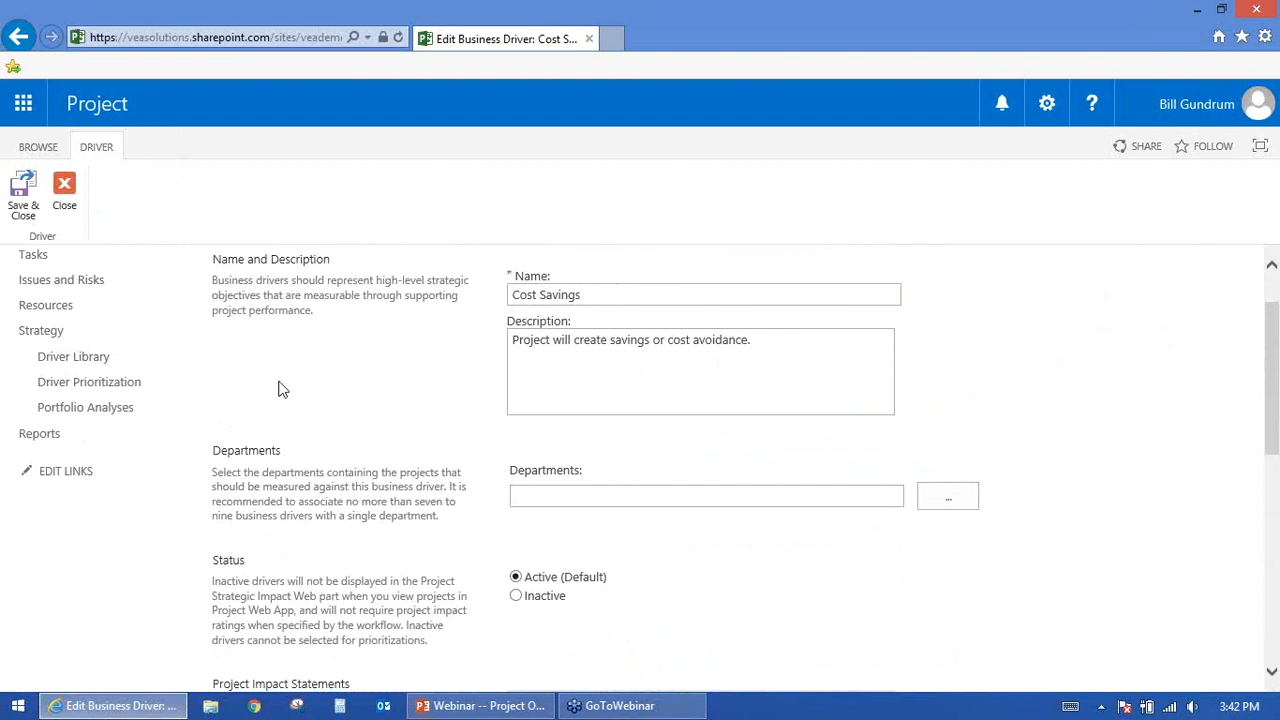 https://veasolutions.sharepoint.com/sites/veademo
Edit Business Driver: Cost S...
Project
Bill Gundrum
BROWSE
DRIVER
SHARE
FOLLOW
Save & Close
Close
Driver
Tasks
Issues and Risks
Resources
Strategy
Driver Library
Driver Prioritization
Portfolio Analyses
Reports
EDIT LINKS
Name and Description
Business drivers should represent high-level strategic
objectives that are measurable through supporting
project performance.
* Name:
Cost Savings
Description:
Project will create savings or cost avoidance.
Departments
Select the departments containing the projects that
should be measured against this business driver. It is
recommended to associate no more than seven to
nine business drivers with a single department.
Departments:
...
Status
Inactive drivers will not be displayed in the Project
Strategic Impact Web part when you view projects in
Project Web App, and will not require project impact
ratings when specified by the workflow. Inactive
drivers cannot be selected for prioritizations.
Active (Default)
Inactive
Project Impact Statements
Edit Business Driver: ...
Webinar -- Project O...
GoToWebinar
3:42 PM